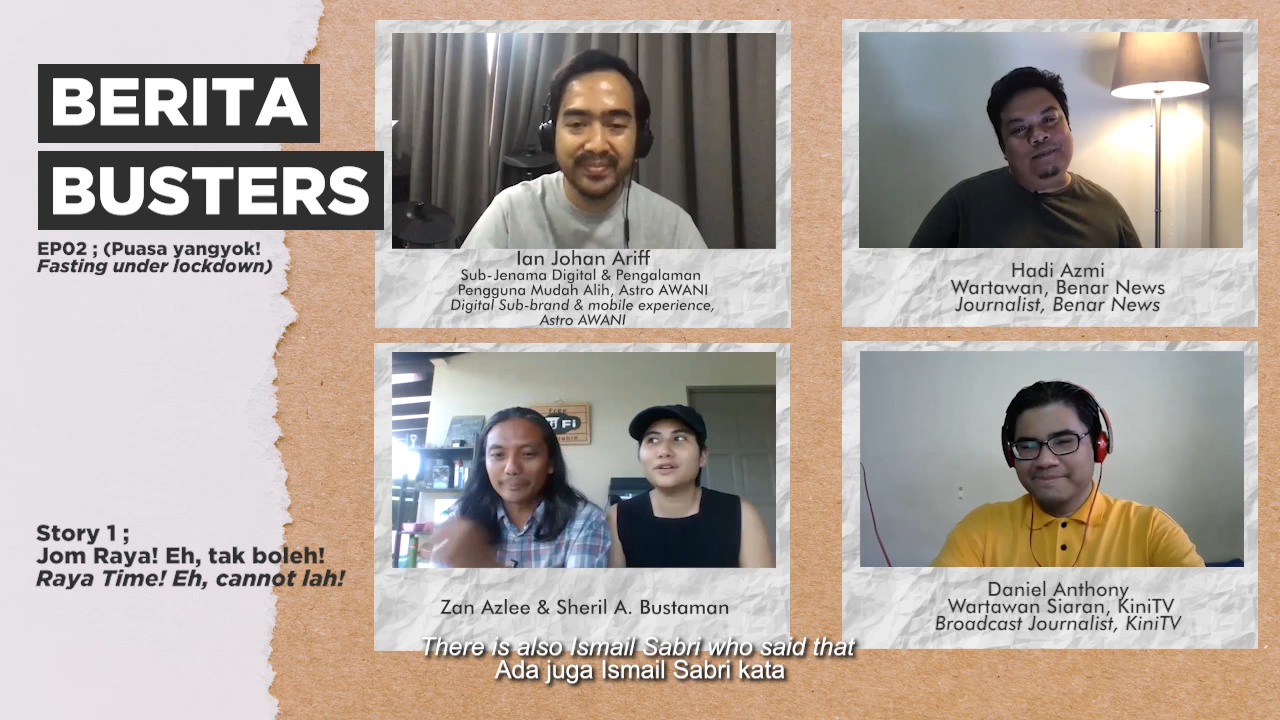 BERITA
BUSTERS
EP02 ; (Puasa yangyok!
Fasting under lockdown)
Ian Johan Ariff
Sub-Jenama Digital & Pengalaman
Pengguna Mudah Alih, Astro AWANI
Digital Sub-brand & mobile experience,
Astro AWANI
Hadi Azmi
Wartawan, Benar News
Journalist, Benar News
Story 1 ;
Jom Raya! Eh, tak boleh!
Raya Time! Eh, cannot lah!
Zan Azlee & Sheril A. Bustaman
Daniel Anthony
Wartawan Siaran, KiniTV
Broadcast Journalist, KiniTV
There is also Ismail Sabri who said that
Ada juga Ismail Sabri kata